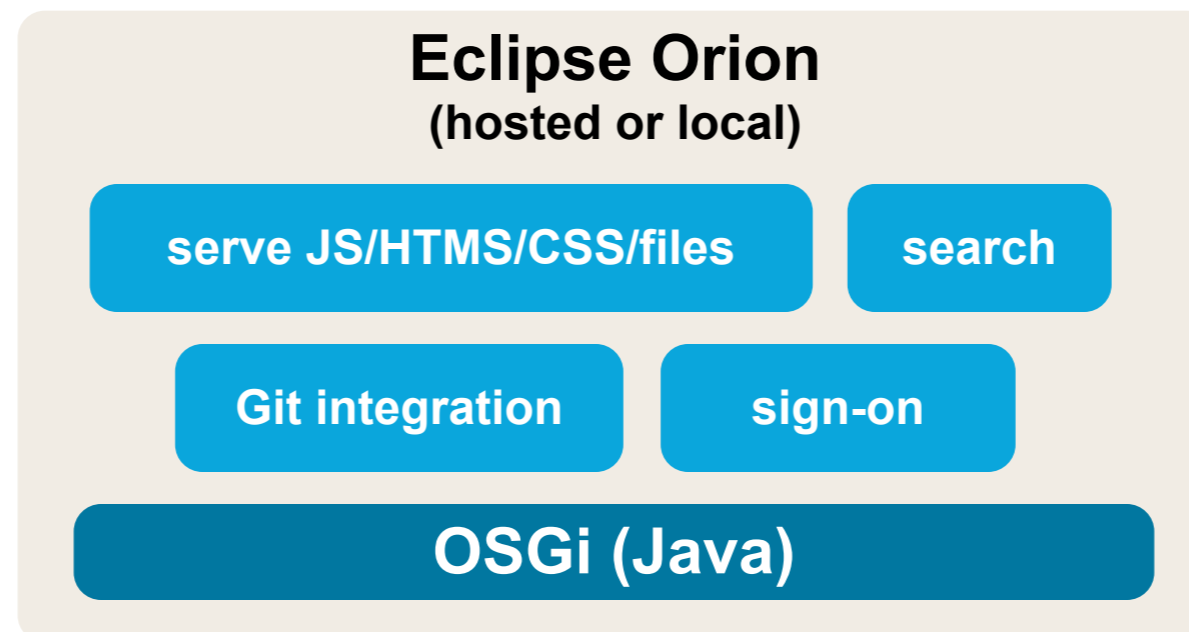 Eclipse Orion
(hosted or local)
serve JS/HTMS/CSS/files
search
Git integration
sign-on
OSGi (Java)